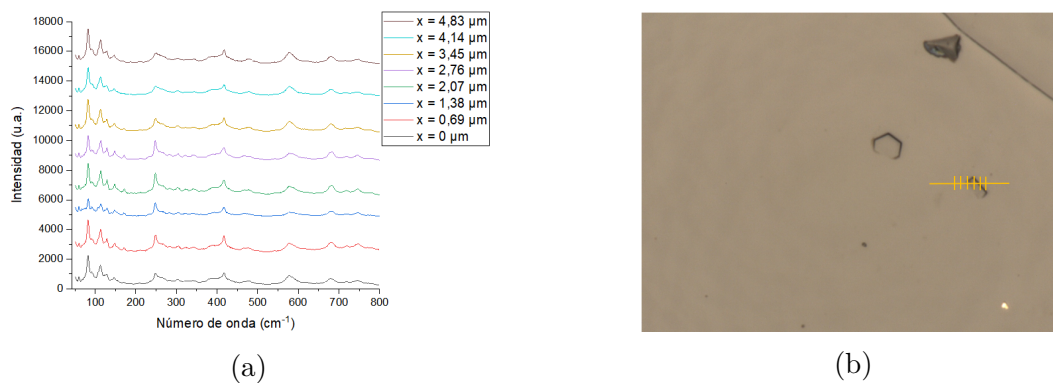 18000
16000
14000
12000
10000
8000
6000
4000
2000
0
Intensidad (u.a.)
x = 4,83 µm
x = 4,14 µm
x = 3,45 µm
x = 2,76 µm
x = 2,07 µm
x = 1,38 µm
x = 0,69 µm
x = 0 µm
100 200 300 400 500 600 700 800
Número de onda (cm⁻¹)
(a) (b)